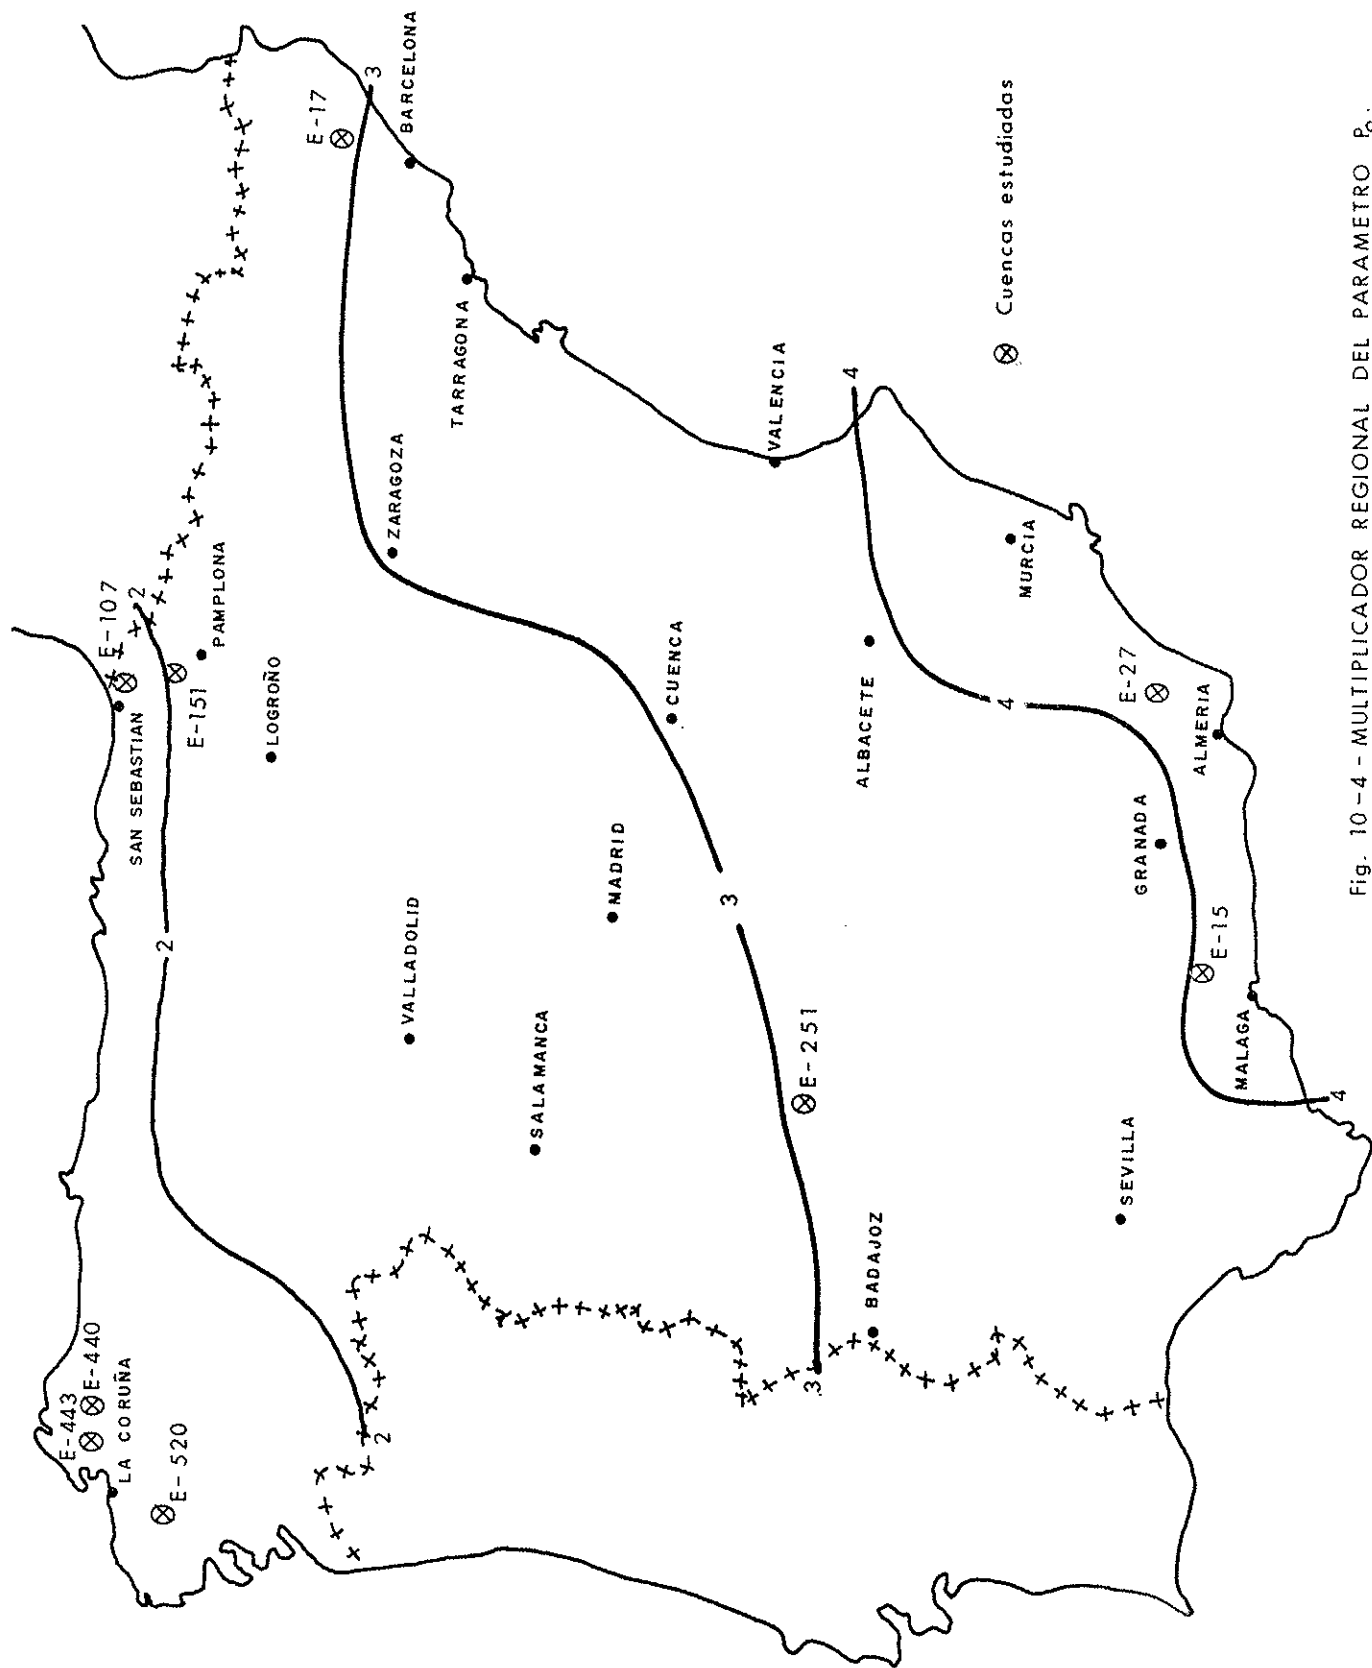 E-443
E-440
LA CORUÑA
E-520
SAN SEBASTIAN
E-107
E-151
PAMPLONA
LOGROÑO
2
2
2
VALLADOLID
SALAMANCA
MADRID
ZARAGOZA
E-17
3
BARCELONA
TARRAGONA
CUENCA
3
3
E-251
BADAJOZ
VALENCIA
4
ALBACETE
MURCIA
4
E-27
ALMERIA
GRANADA
E-15
MALAGA
4
SEVILLA
Cuencas estudiadas
Fig. 10-4 - MULTIPLICADOR REGIONAL DEL PARAMETRO Po.